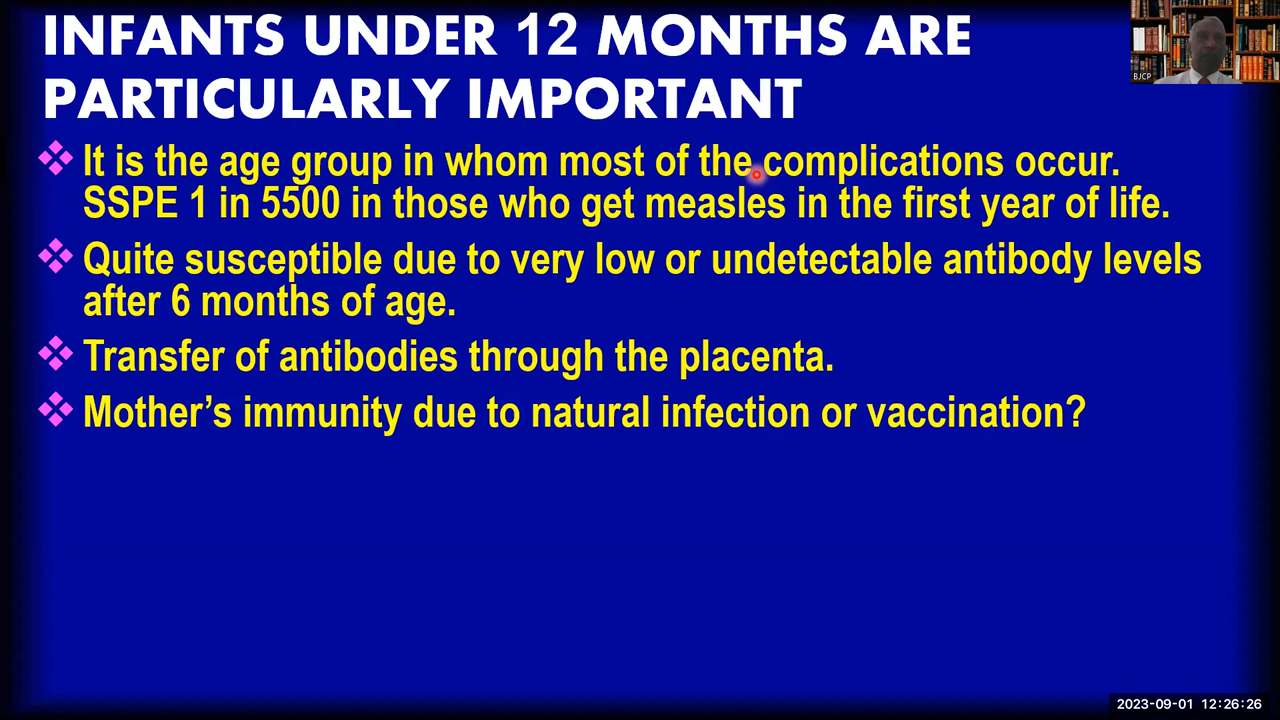 INFANTS UNDER 12 MONTHS ARE
PARTICULARLY IMPORTANT
BJCP
It is the age group in whom most of the complications occur.
SSPE 1 in 5500 in those who get measles in the first year of life.
Quite susceptible due to very low or undetectable antibody levels
after 6 months of age.
Transfer of antibodies through the placenta.
Mother’s immunity due to natural infection or vaccination?
2023-09-01 12:26:26